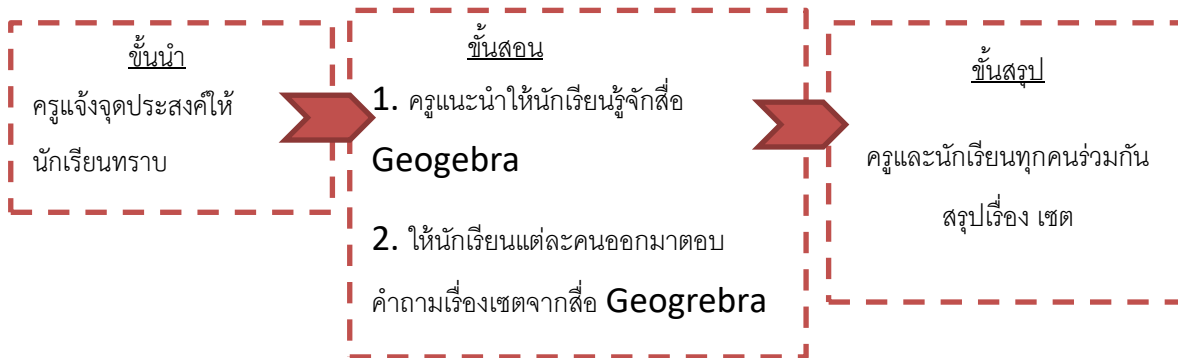 ขั้นนำ
ครูแจ้งจุดประสงค์ให้
นักเรียนทราบ
ขั้นสอน
1. ครูแนะนำให้นักเรียนรู้จักสื่อ
Geogebra
2. ให้นักเรียนแต่ละคนออกมาตอบ
คำถามเรื่องเซตจากสื่อ Geogrebra
ขั้นสรุป
ครูและนักเรียนทุกคนร่วมกัน
สรุปเรื่อง เซต